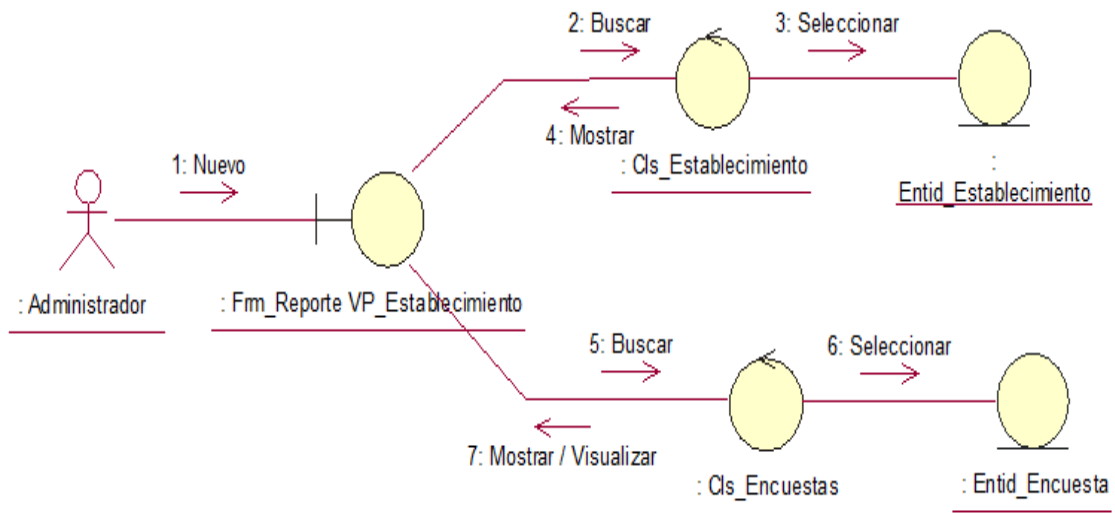 2: Buscar
3: Seleccionar
4: Mostrar
: Cls_Establecimiento
:
Entid_Establecimiento
1: Nuevo
: Administrador
: Frm_Reporte VP_Establecimiento
5: Buscar
6: Seleccionar
7: Mostrar / Visualizar
: Cls_Encuestas
: Entid_Encuesta